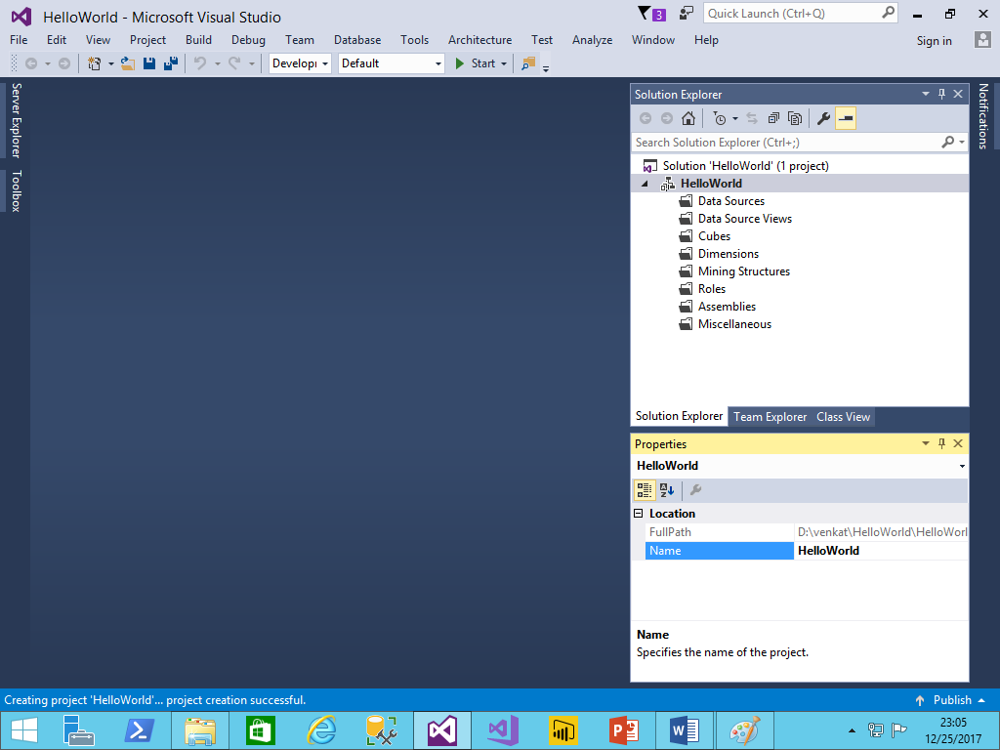 HelloWorld - Microsoft Visual Studio
3
Quick Launch (Ctrl+Q)
File Edit View Project Build Debug Team Database Tools Architecture Test Analyze Window Help
Sign in
Developı Default Start
Server Explorer
Toolbox
Notifications
Solution Explorer
Search Solution Explorer (Ctrl+;)
Solution 'HelloWorld' (1 project)
HelloWorld
Data Sources
Data Source Views
Cubes
Dimensions
Mining Structures
Roles
Assemblies
Miscellaneous
Solution Explorer Team Explorer Class View
Properties
HelloWorld
Location
FullPath D:\venkat\HelloWorld\HelloWorl
Name HelloWorld
Name
Specifies the name of the project.
Creating project 'HelloWorld'... project creation successful.
Publish
23:05
12/25/2017